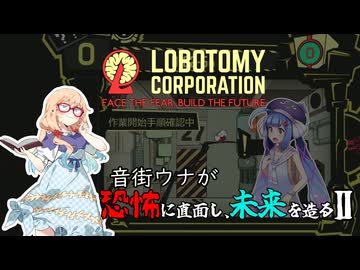 LOBOTOMY
CORPORATION
FACE THE FEAR, BUILD THE FUTURE.
作業開始手順確認中
音街ウナが
恐怖に直面し、未来を造るⅡ